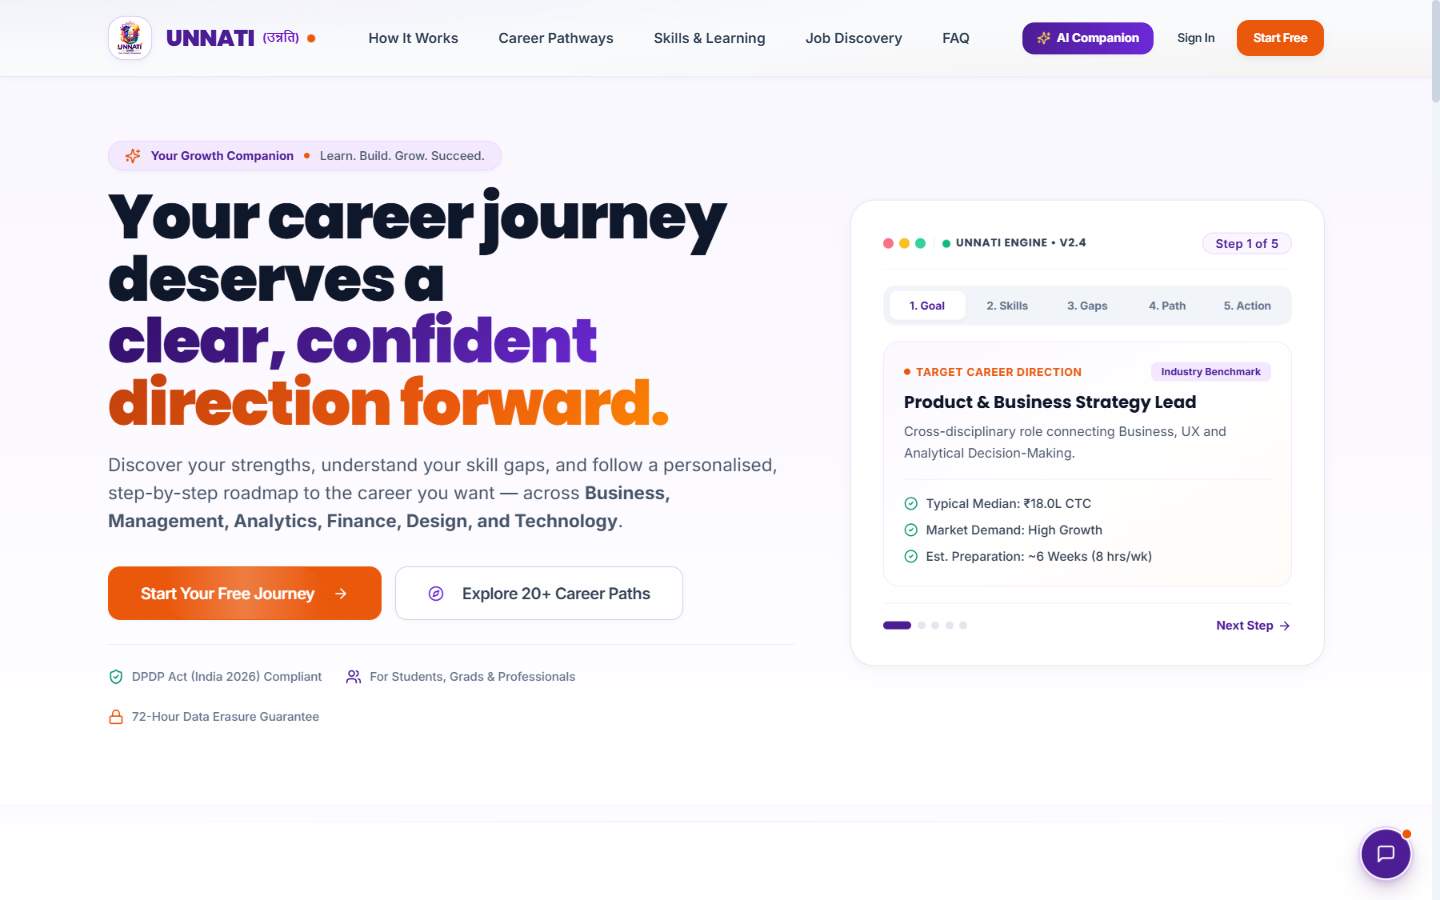 UNNATI
UNNATI (उन्नति)
How It Works
Career Pathways
Skills & Learning
Job Discovery
FAQ
AI Companion
Sign In
Start Free
Your Growth Companion
Learn. Build. Grow. Succeed.
Your career journey
deserves a
clear, confident
direction forward.
Discover your strengths, understand your skill gaps, and follow a personalised,
step-by-step roadmap to the career you want — across Business,
Management, Analytics, Finance, Design, and Technology.
Start Your Free Journey →
Explore 20+ Career Paths
DPDP Act (India 2026) Compliant
For Students, Grads & Professionals
72-Hour Data Erasure Guarantee
UNNATI ENGINE • V2.4
Step 1 of 5
1. Goal
2. Skills
3. Gaps
4. Path
5. Action
TARGET CAREER DIRECTION
Industry Benchmark
Product & Business Strategy Lead
Cross-disciplinary role connecting Business, UX and
Analytical Decision-Making.
Typical Median: ₹18.0L CTC
Market Demand: High Growth
Est. Preparation: ~6 Weeks (8 hrs/wk)
Next Step →